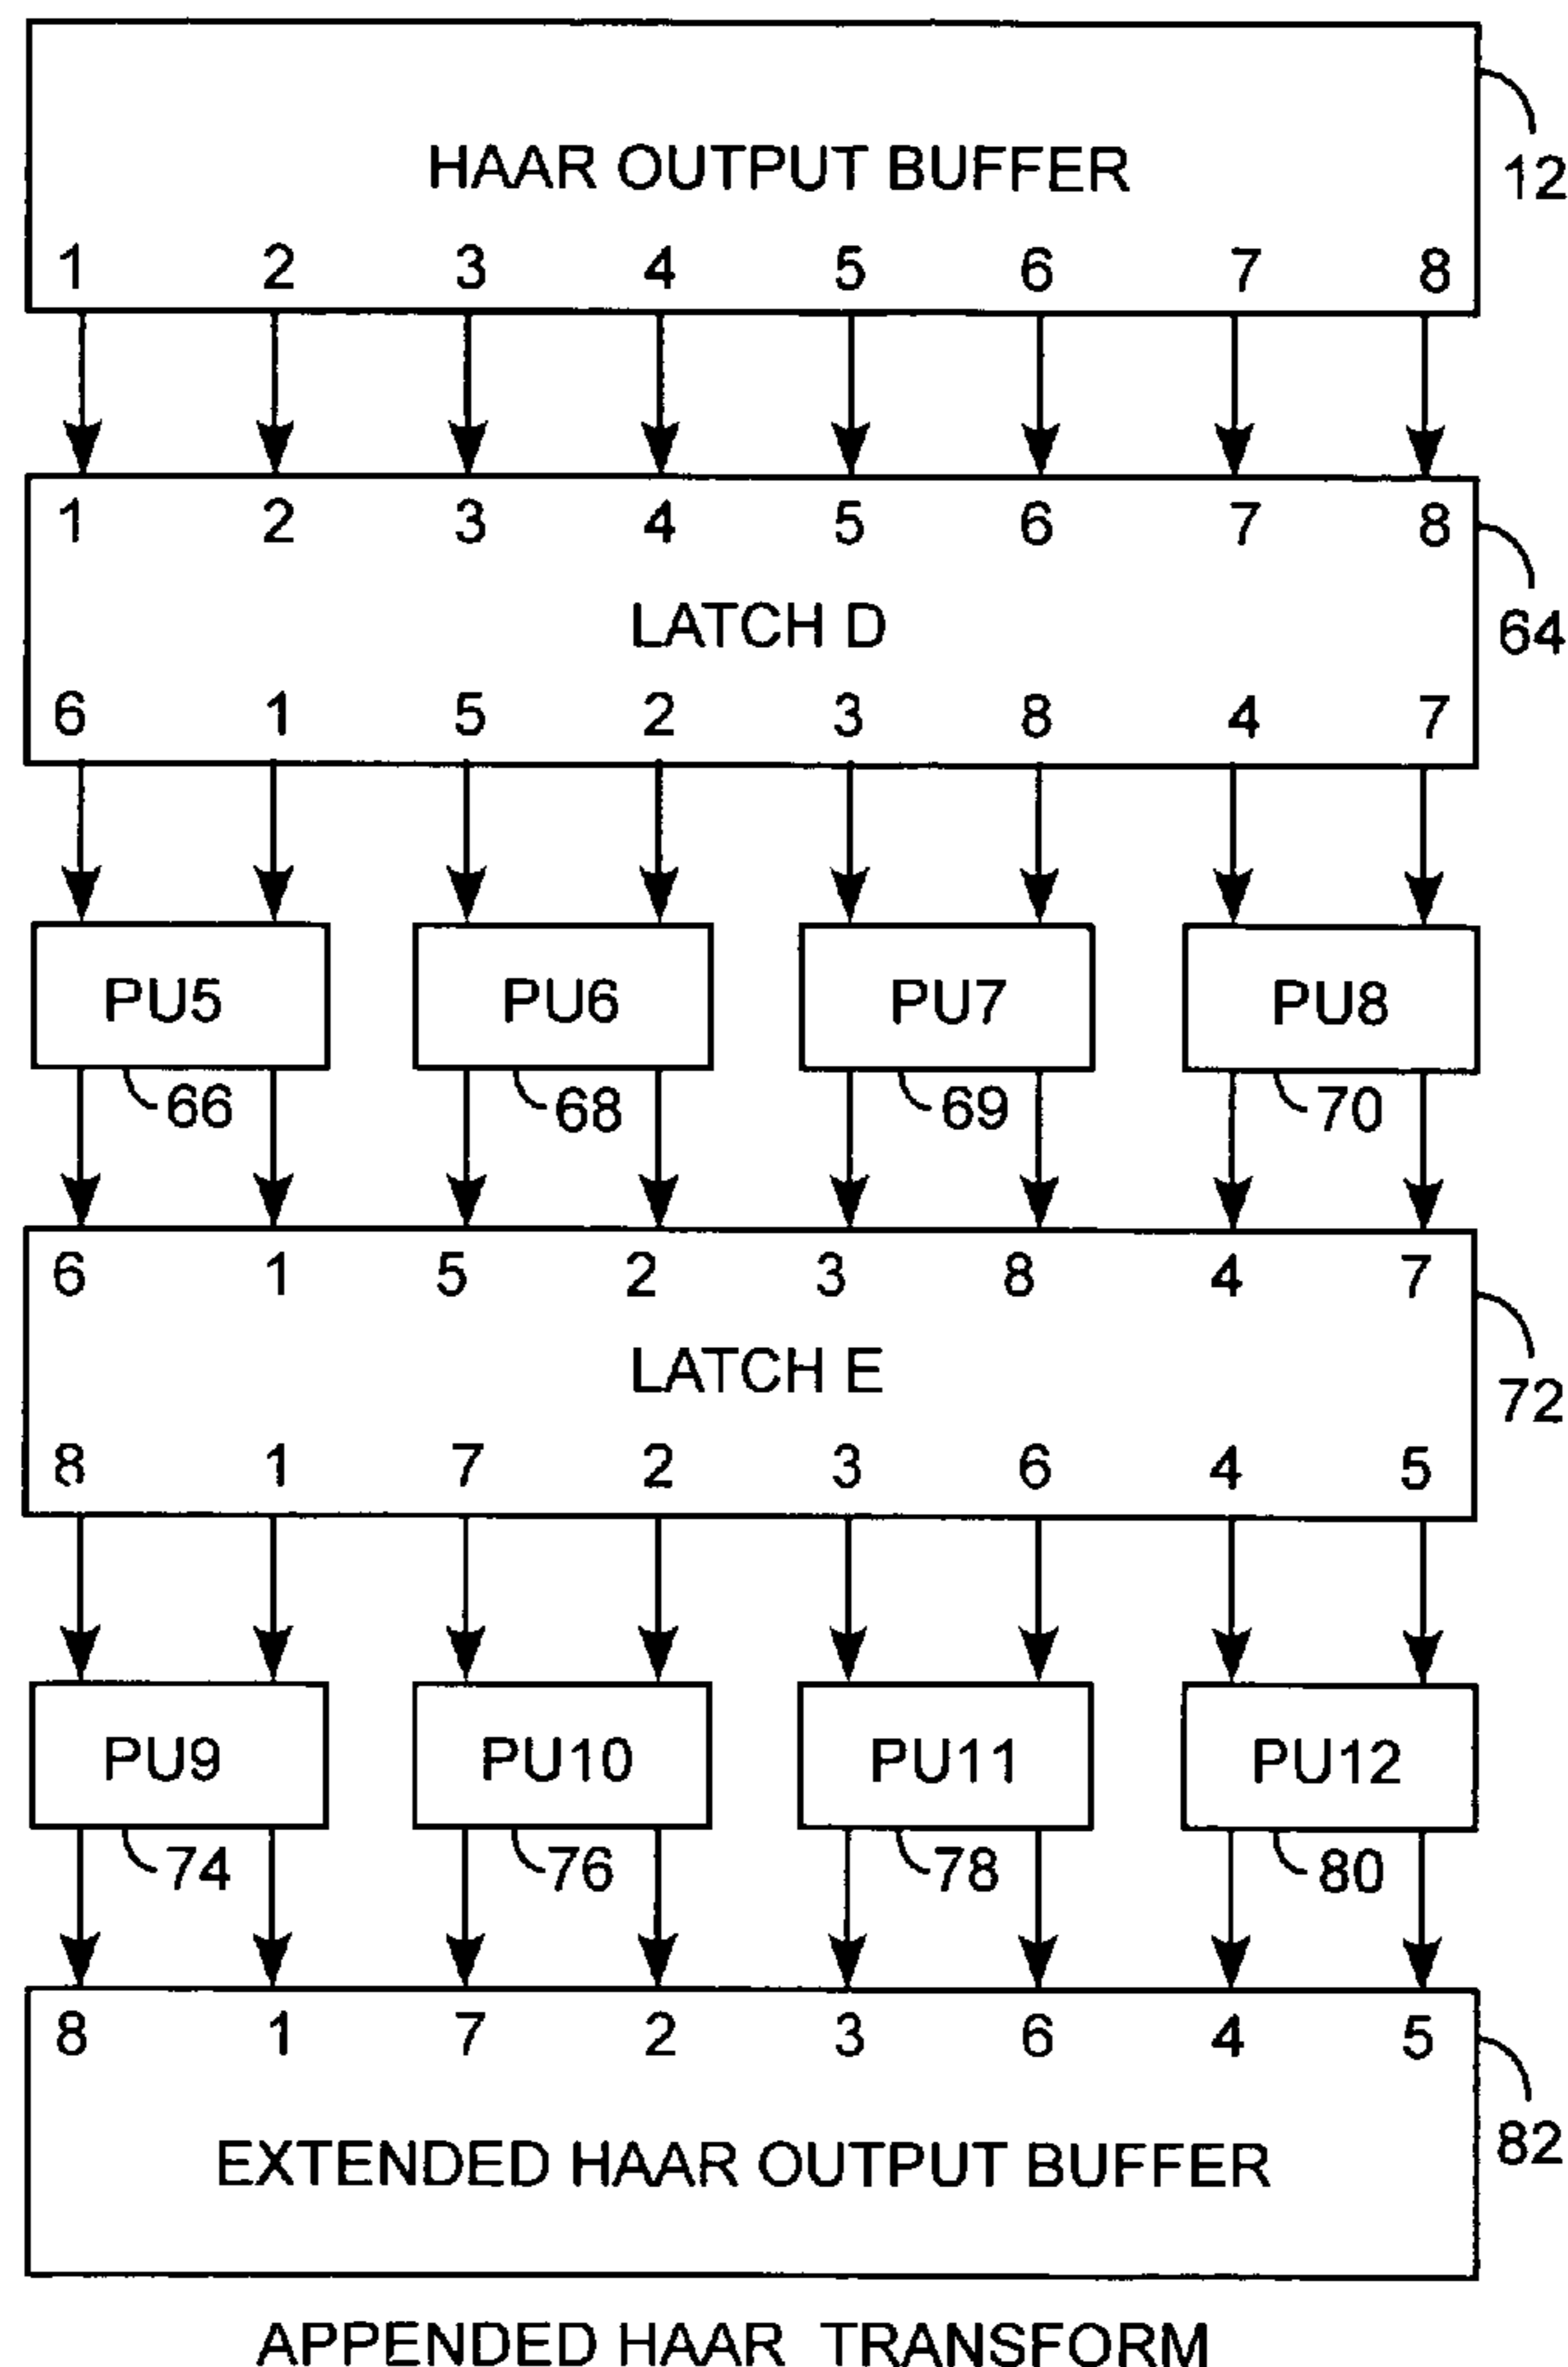 HAAR OUTPUT BUFFER
12
1 2 3 4 5 6 7 8
1 2 3 4 5 6 7 8
LATCH D
64
6 1 5 2 3 8 4 7
PU5 PU6 PU7 PU8
66 68 69 70
6 1 5 2 3 8 4 7
LATCH E
72
8 1 7 2 3 6 4 5
PU9 PU10 PU11 PU12
74 76 78 80
8 1 7 2 3 6 4 5
82
EXTENDED HAAR OUTPUT BUFFER
APPENDED HAAR TRANSFORM